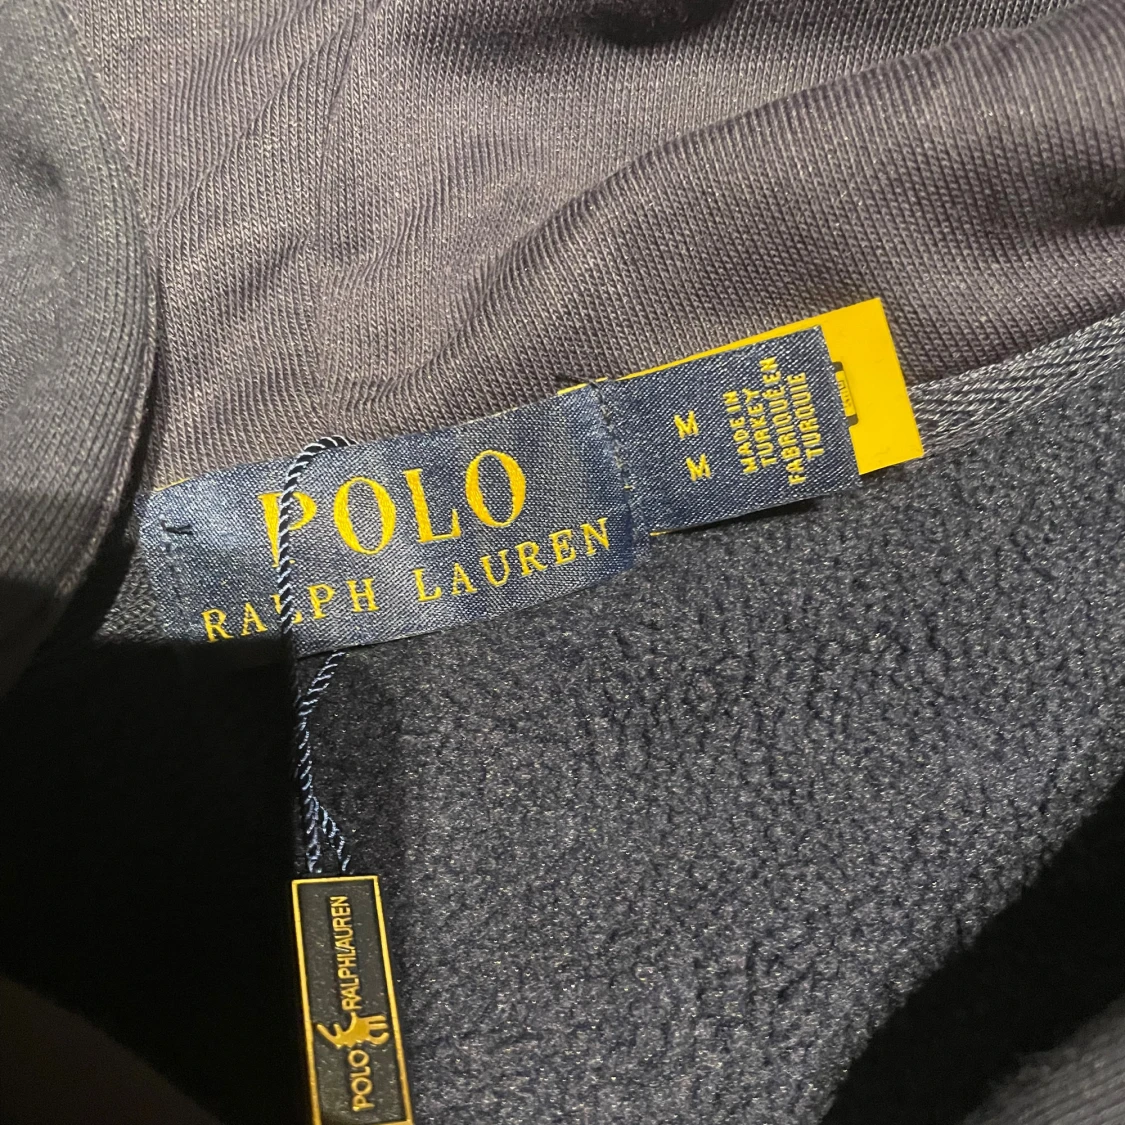 POLO
RALPH LAUREN
M
M
MADE IN
TURKEY
FABRIQUÉ EN
TURQUIE
POLO RALPH LAUREN